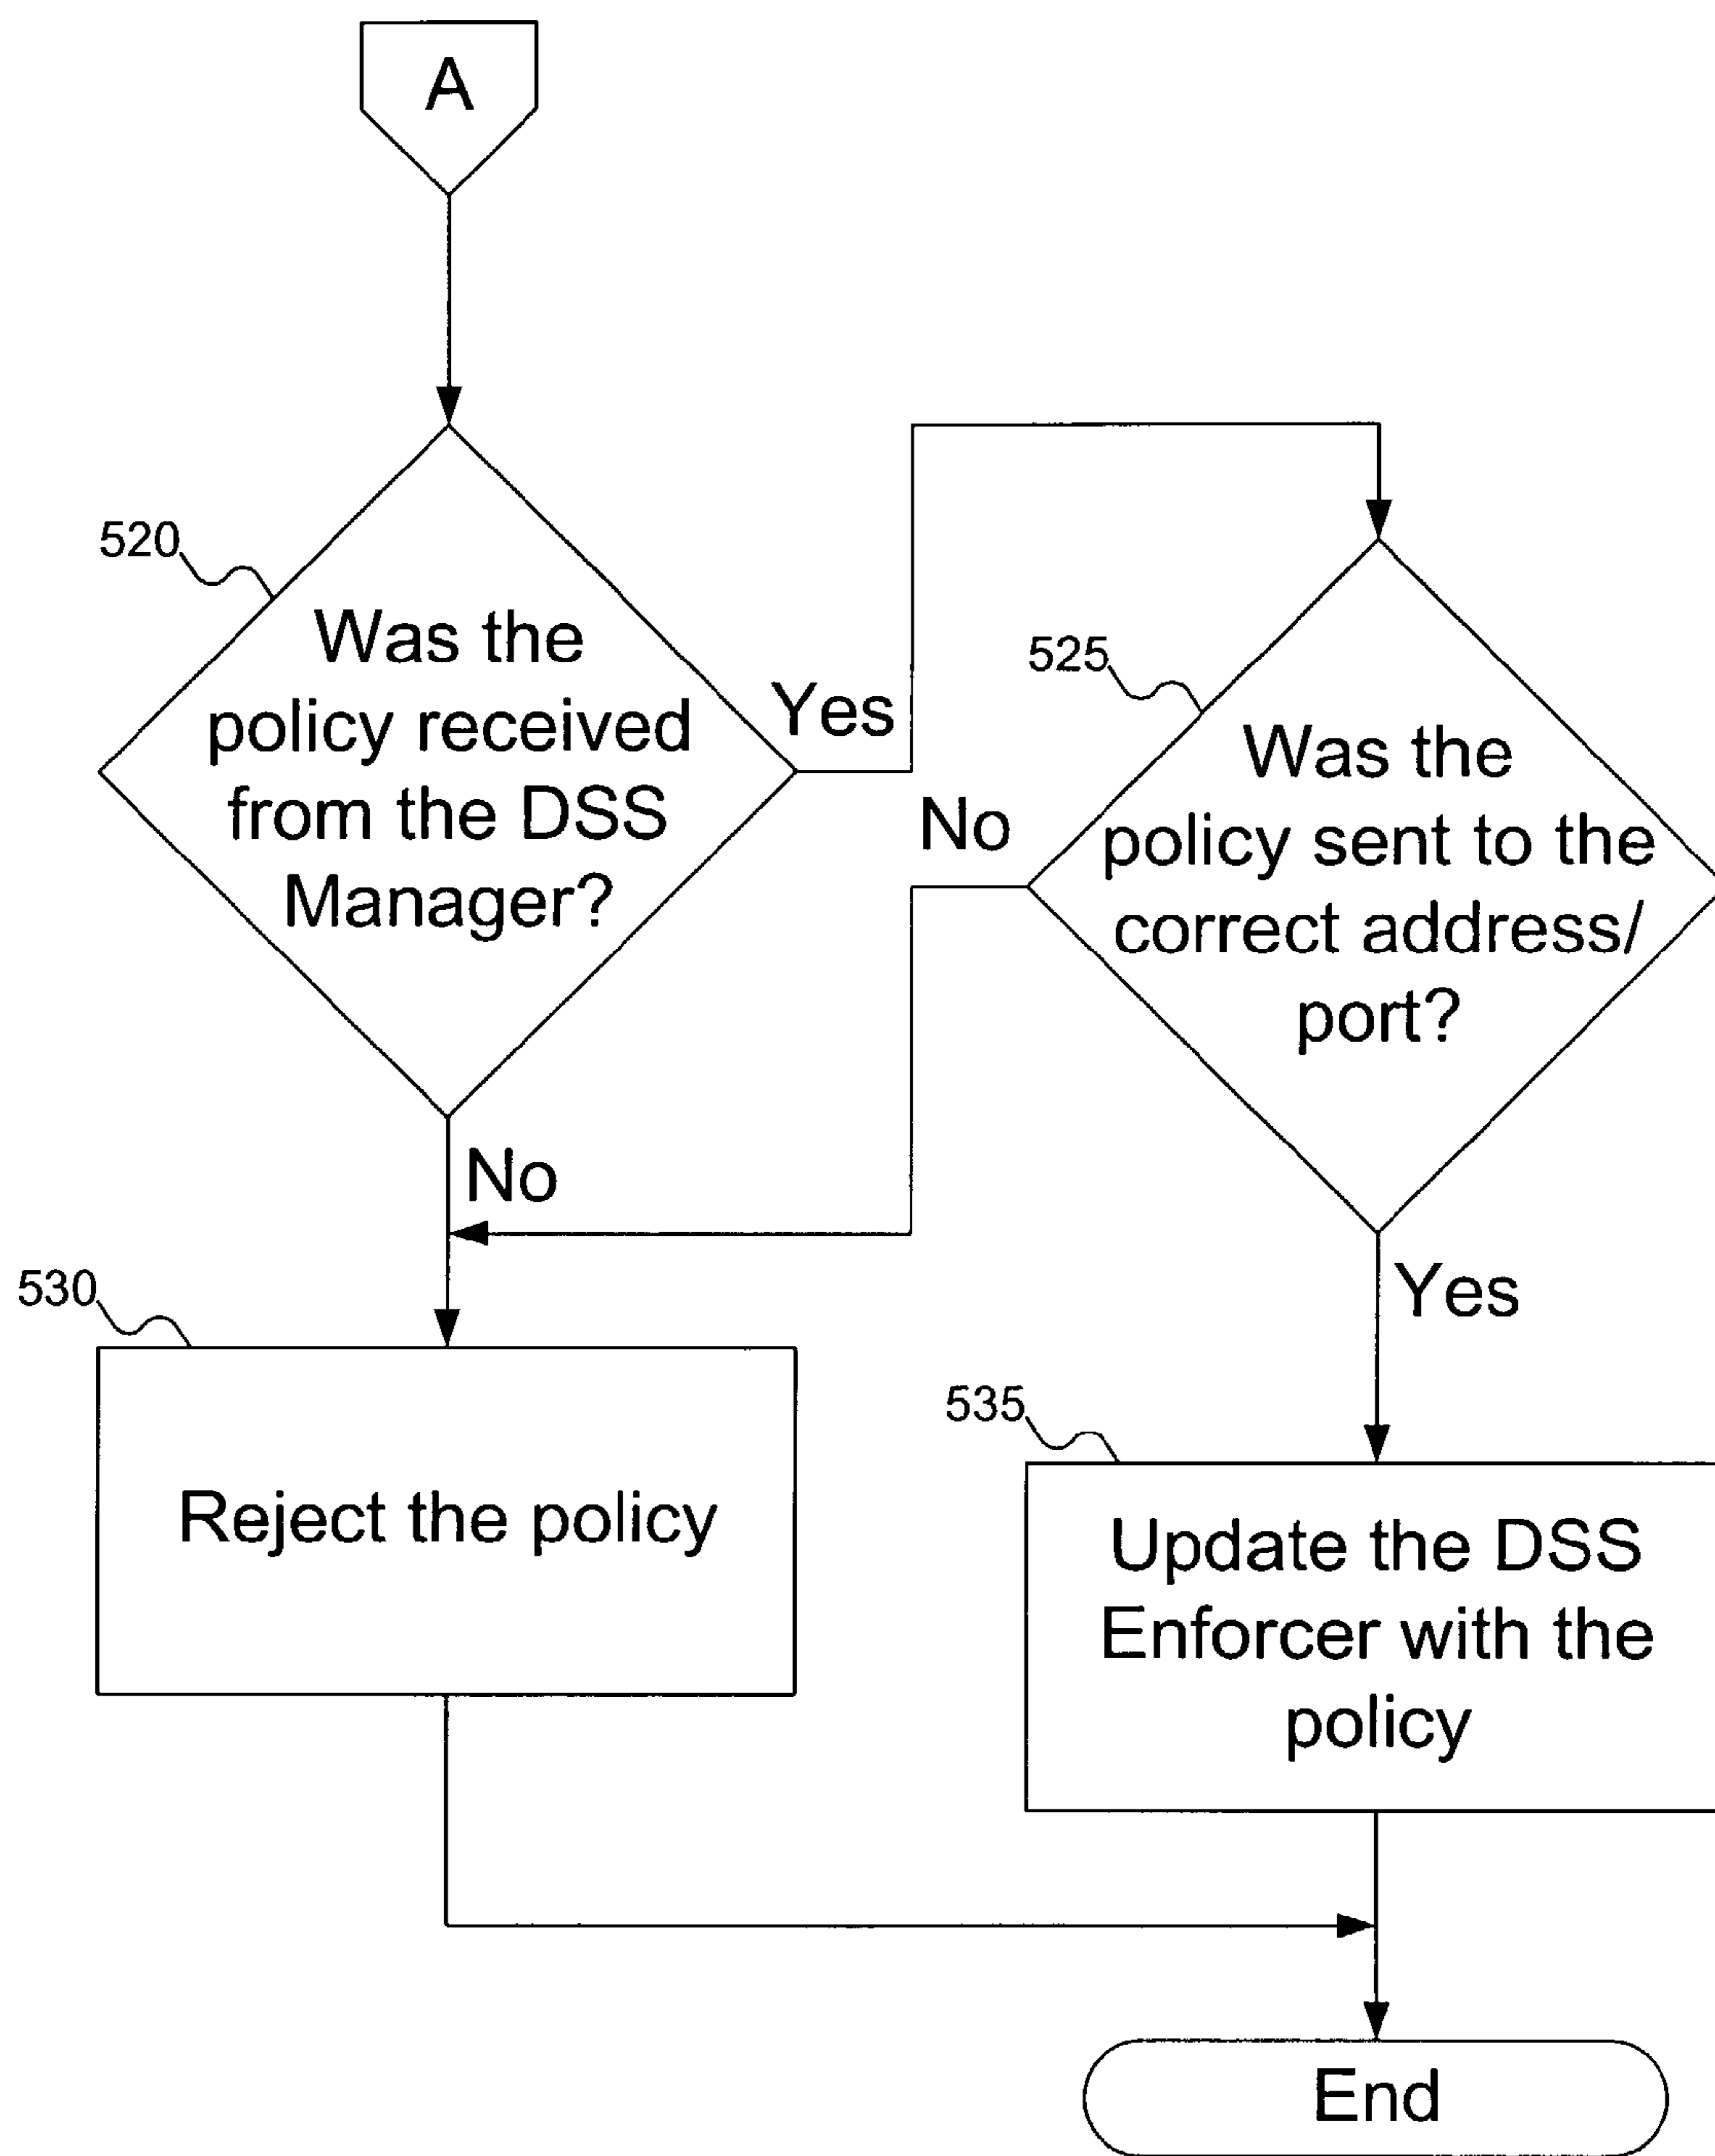 A
520
Was the
policy received
from the DSS
Manager?
Yes
No
525
Was the
policy sent to the
correct address/
port?
No
Yes
530
Reject the policy
535
Update the DSS
Enforcer with the
policy
End